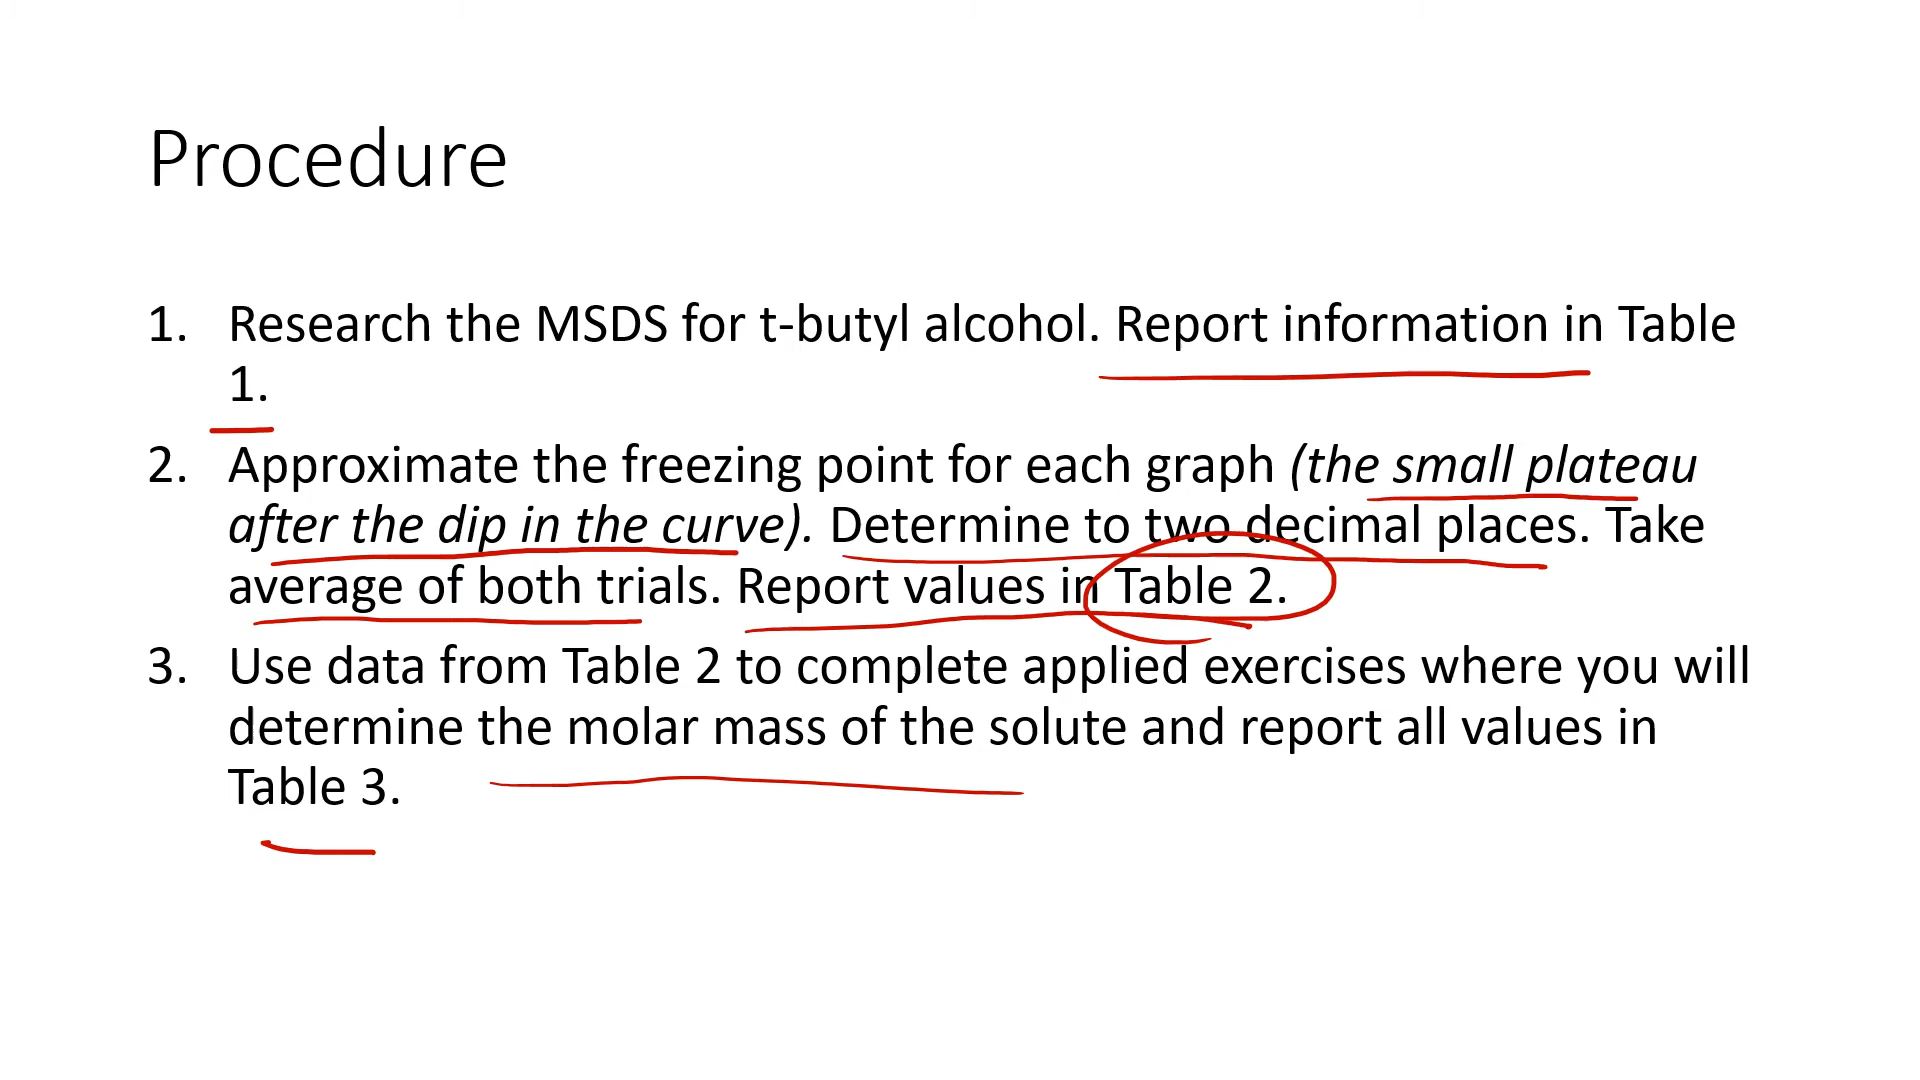 Procedure
1. Research the MSDS for t-butyl alcohol. Report information in Table
1.
2. Approximate the freezing point for each graph (the small plateau
after the dip in the curve). Determine to two decimal places. Take
average of both trials. Report values in Table 2.
3. Use data from Table 2 to complete applied exercises where you will
determine the molar mass of the solute and report all values in
Table 3.